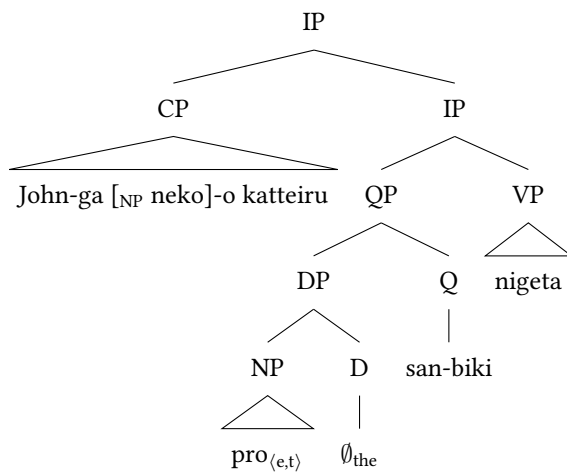 IP
CP IP
John-ga [NP neko]-o katteiru QP VP
DP Q nigeta
NP D san-biki
pro⟨e,t⟩ ∅the